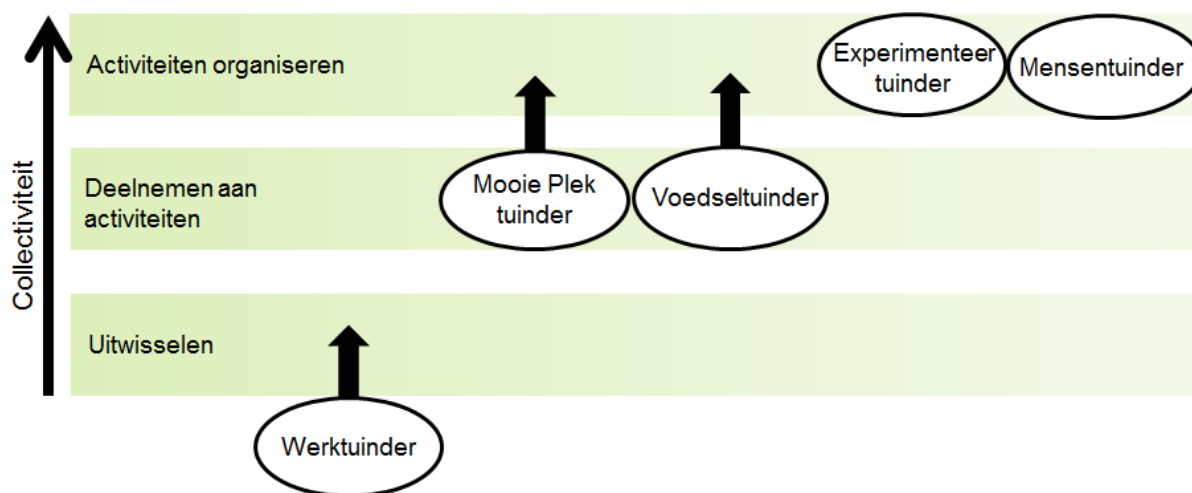 Activiteiten organiseren
Experimenteer
tuinder
Mensentuinder
Collectiviteit
Deelnemen aan
activiteiten
Mooie Plek
tuinder
Voedseltuinder
Uitwisselen
Werktuinder